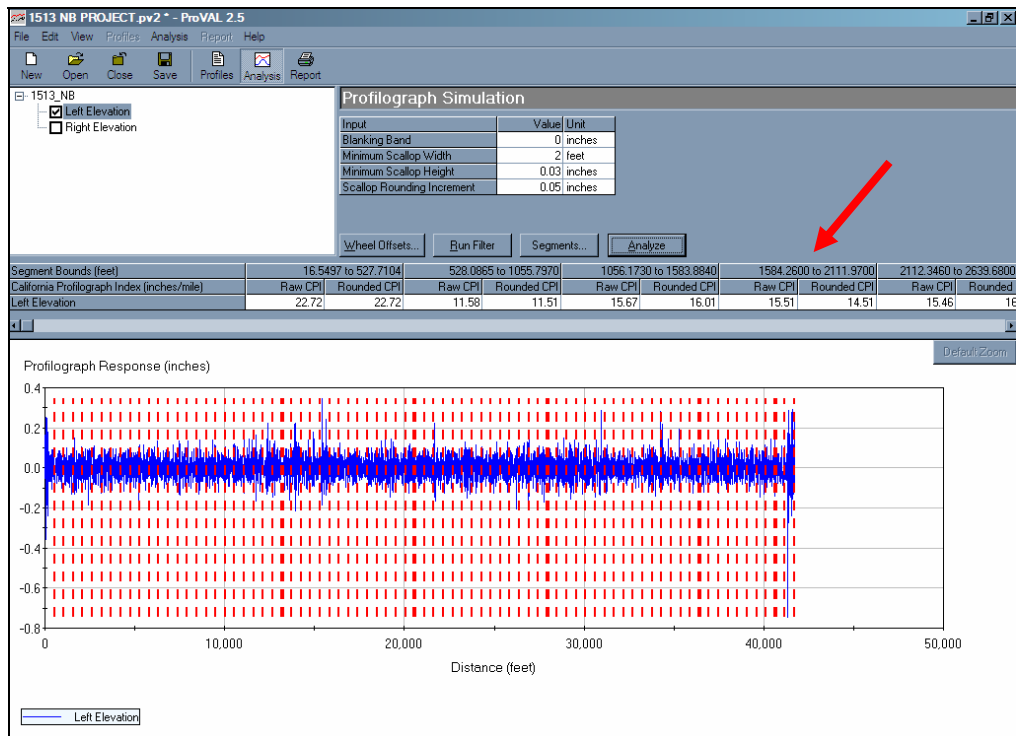 1513 NB PROJECT.pv2 * - ProVAL 2.5
File Edit View Profiles Analysis Report Help
New Open Close Save Profiles Analysis Report
1513_NB
Left Elevation
Right Elevation
Profilograph Simulation
Input Value Unit
Blanking Band 0 inches
Minimum Scallop Width 2 feet
Minimum Scallop Height 0.03 inches
Scallop Rounding Increment 0.05 inches
Wheel Offsets... Run Filter Segments... Analyze
Segment Bounds (feet) 16.5497 to 527.7104 528.0865 to 1055.7970 1056.1730 to 1583.8840 1584.2600 to 2111.9700 2112.3460 to 2639.6800
California Profilograph Index (inches/mile) Raw CPI Rounded CPI Raw CPI Rounded CPI Raw CPI Rounded CPI Raw CPI Rounded CPI Raw CPI Rounded
Left Elevation 22.72 22.72 11.58 11.51 15.67 16.01 15.51 14.51 15.46 16
Default Zoom
Profilograph Response (inches)
0.4
0.2
0.0
-0.2
-0.4
-0.6
-0.8
0 10,000 20,000 30,000 40,000 50,000
Distance (feet)
Left Elevation